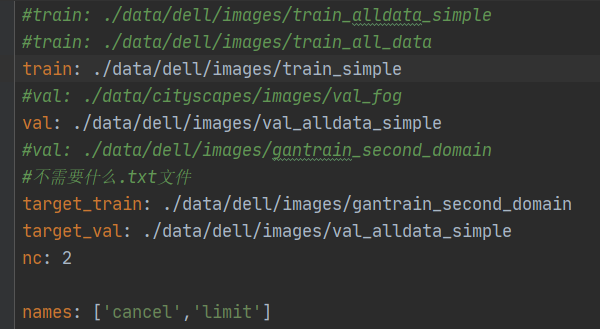 #train: ./data/dell/images/train_alldata_simple
#train: ./data/dell/images/train_all_data
train: ./data/dell/images/train_simple
#val: ./data/cityscapes/images/val_fog
val: ./data/dell/images/val_alldata_simple
#val: ./data/dell/images/gantrain_second_domain
#不需要什么.txt文件
target_train: ./data/dell/images/gantrain_second_domain
target_val: ./data/dell/images/val_alldata_simple
nc: 2
names: ['cancel','limit']